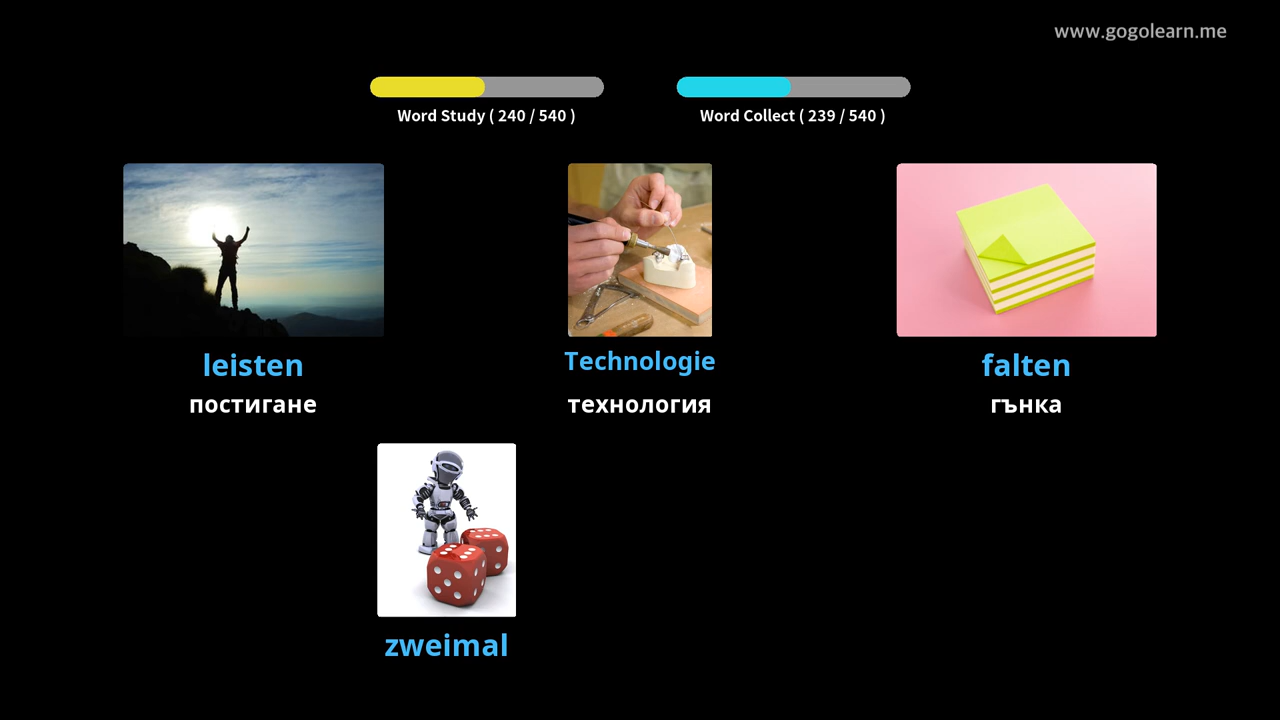 www.gogolearn.me
Word Study ( 240 / 540 )
Word Collect ( 239 / 540 )
leisten
Technologie
falten
постигане
технология
гънка
zweimal